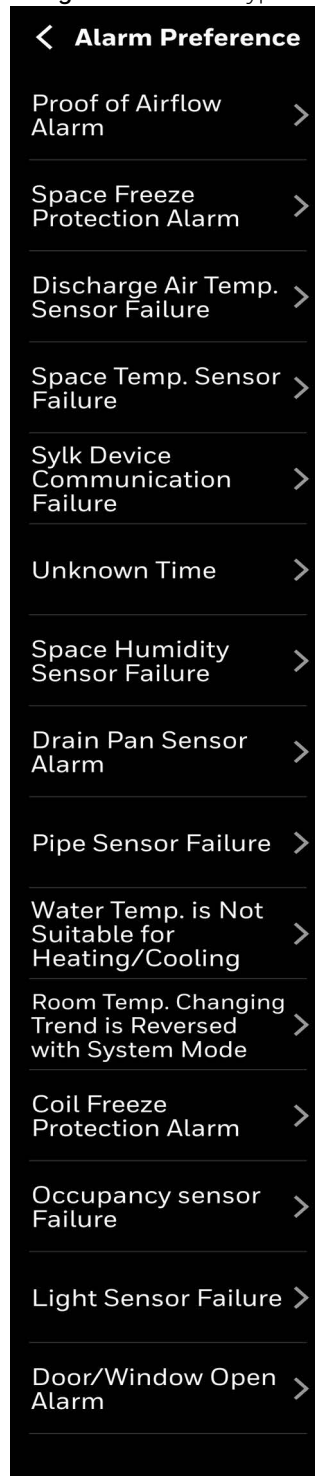 Alarm Preference
Proof of Airflow
Alarm
Space Freeze
Protection Alarm
Discharge Air Temp.
Sensor Failure
Space Temp. Sensor
Failure
Sylk Device
Communication
Failure
Unknown Time
Space Humidity
Sensor Failure
Drain Pan Sensor
Alarm
Pipe Sensor Failure
Water Temp. is Not
Suitable for
Heating/Cooling
Room Temp. Changing
Trend is Reversed
with System Mode
Coil Freeze
Protection Alarm
Occupancy sensor
Failure
Light Sensor Failure
Door/Window Open
Alarm